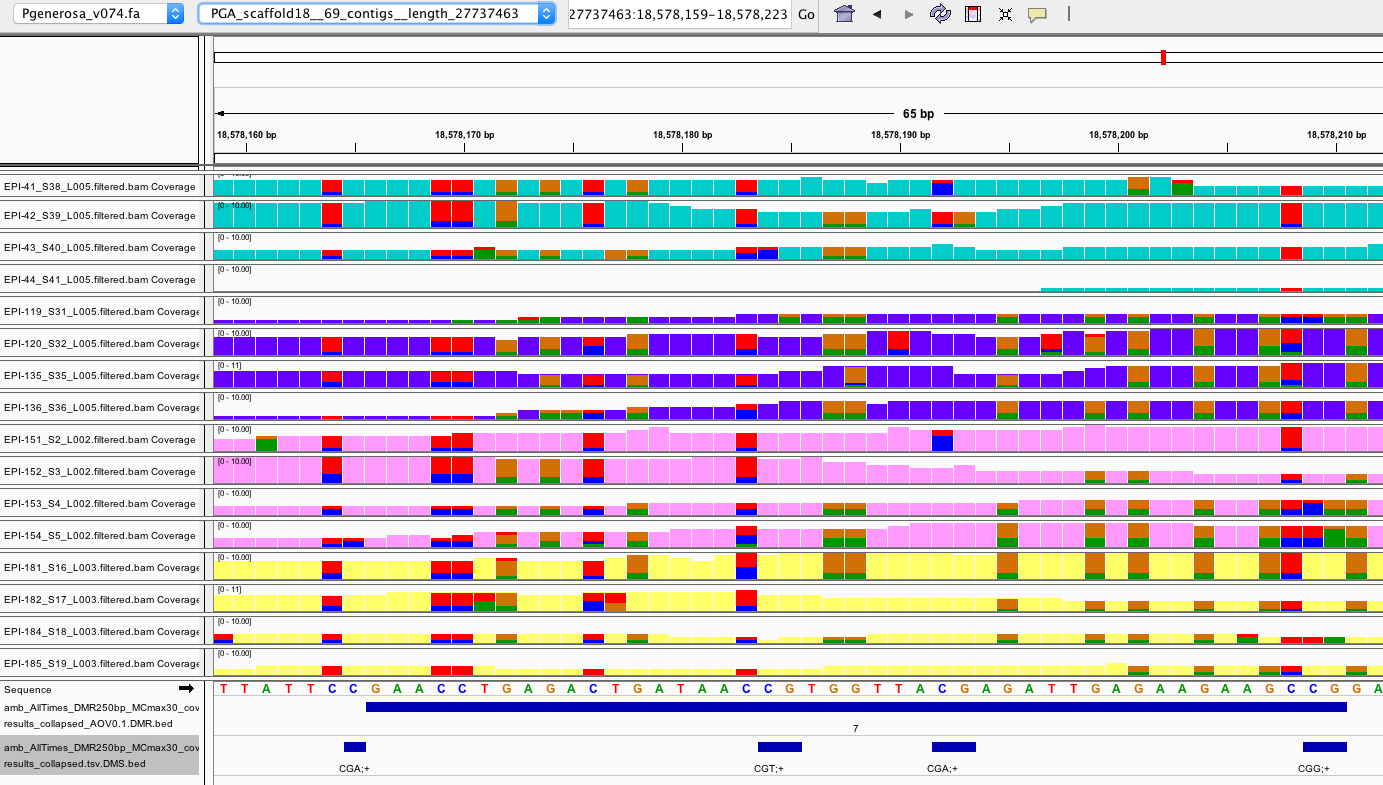 Pgenerosa_v074.fa PGA_scaffold18__69_contigs__length_27737463 27737463:18,578,159-18,578,223 Go
65 bp
18,578,160 bp 18,578,170 bp 18,578,180 bp 18,578,190 bp 18,578,200 bp 18,578,210 bp
EPI-41_S38_L005.filtered.bam Coverage
EPI-42_S39_L005.filtered.bam Coverage [0 - 10.00]
EPI-43_S40_L005.filtered.bam Coverage [0 - 10.00]
EPI-44_S41_L005.filtered.bam Coverage [0 - 10.00]
EPI-119_S31_L005.filtered.bam Coverage [0 - 10.00]
EPI-120_S32_L005.filtered.bam Coverage [0 - 10.00]
EPI-135_S35_L005.filtered.bam Coverage [0 - 11]
EPI-136_S36_L005.filtered.bam Coverage [0 - 10.00]
EPI-151_S2_L002.filtered.bam Coverage [0 - 10.00]
EPI-152_S3_L002.filtered.bam Coverage [0 - 10.00]
EPI-153_S4_L002.filtered.bam Coverage [0 - 10.00]
EPI-154_S5_L002.filtered.bam Coverage [0 - 10.00]
EPI-181_S16_L003.filtered.bam Coverage [0 - 10.00]
EPI-182_S17_L003.filtered.bam Coverage [0 - 11]
EPI-184_S18_L003.filtered.bam Coverage [0 - 10.00]
EPI-185_S19_L003.filtered.bam Coverage [0 - 10.00]
Sequence T T A T T C C G A A C C T G A G A C T G A T A A C C G T G G T T A C G A G A T T G A G A A G A A G C C G G A
amb_AllTimes_DMR250bp_MCmax30_cov
results_collapsed_AOV0.1.DMR.bed
7
amb_AllTimes_DMR250bp_MCmax30_cov
results_collapsed.tsv.DMS.bed
CGA;+ CGT;+ CGA;+ CGG;+